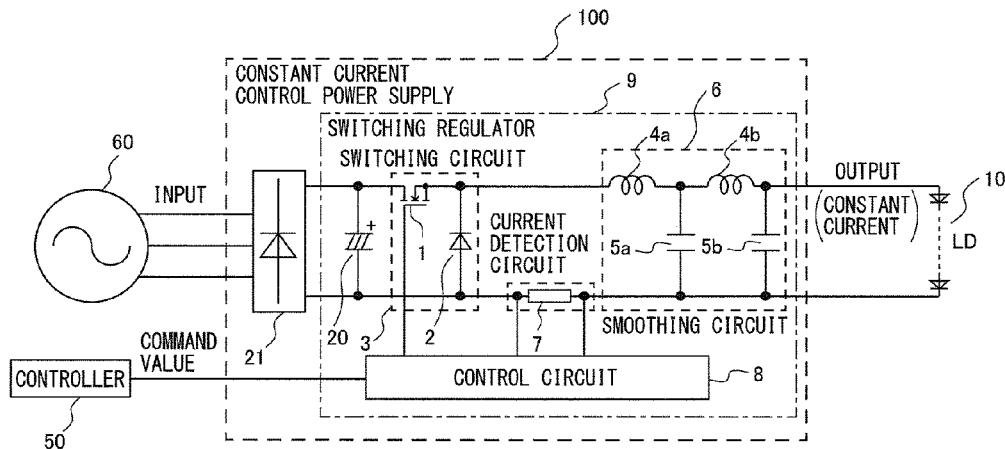 100
CONSTANT CURRENT
CONTROL POWER SUPPLY
9
6
SWITCHING REGULATOR
4a
4b
60
SWITCHING CIRCUIT
INPUT
OUTPUT
10
(CONSTANT
CURRENT)
+
1
CURRENT
DETECTION
CIRCUIT
5a
5b
LD
20
3
2
7
SMOOTHING CIRCUIT
21
COMMAND
VALUE
CONTROLLER
CONTROL CIRCUIT
8
50